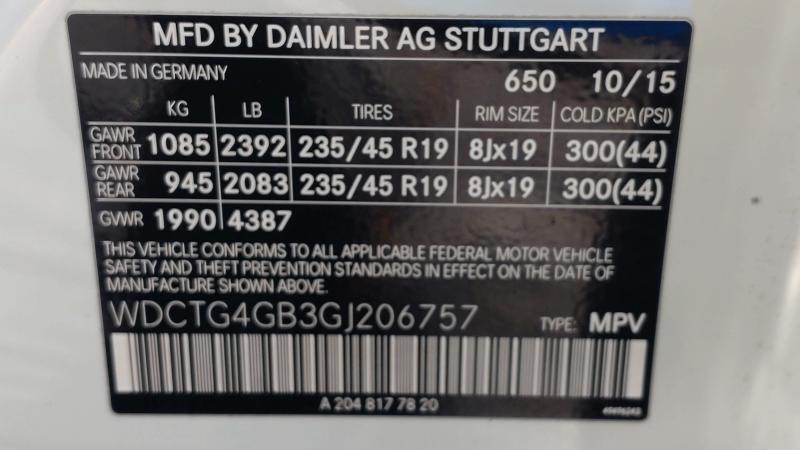 MFD BY DAIMLER AG STUTTGART
MADE IN GERMANY 650 10/15
KG LB TIRES RIM SIZE COLD KPA (PSI)
GAWR FRONT 1085 2392 235/45 R19 8Jx19 300(44)
GAWR REAR 945 2083 235/45 R19 8Jx19 300(44)
GVWR 1990 4387
THIS VEHICLE CONFORMS TO ALL APPLICABLE FEDERAL MOTOR VEHICLE
SAFETY AND THEFT PREVENTION STANDARDS IN EFFECT ON THE DATE OF
MANUFACTURE SHOWN ABOVE.
WDCTG4GB3GJ206757 TYPE: MPV
A 204 817 78 20